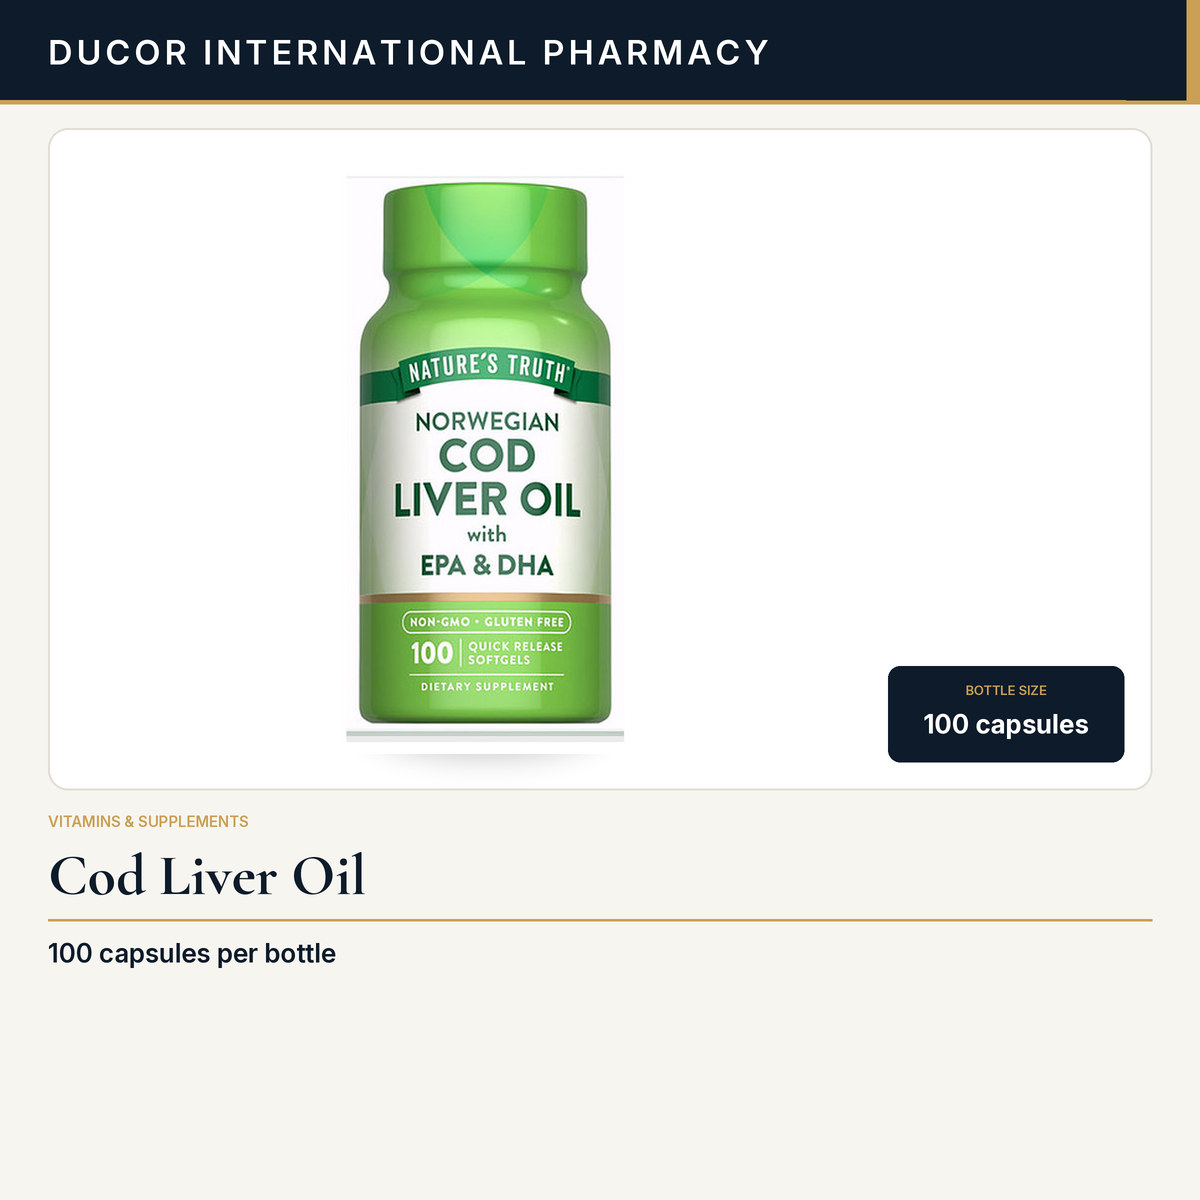 DUCOR INTERNATIONAL PHARMACY
NATURE'S TRUTH
NORWEGIAN
COD
LIVER OIL
with
EPA & DHA
NON-GMO • GLUTEN FREE
100 QUICK RELEASE
SOFTGELS
DIETARY SUPPLEMENT
BOTTLE SIZE
100 capsules
VITAMINS & SUPPLEMENTS
Cod Liver Oil
100 capsules per bottle